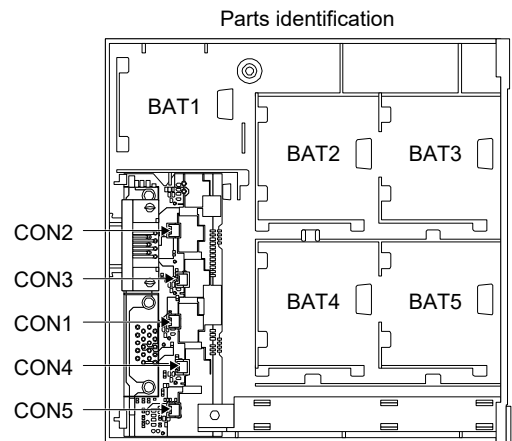 Parts identification
BAT1
BAT2
BAT3
CON2
CON3
CON1
BAT4
BAT5
CON4
CON5